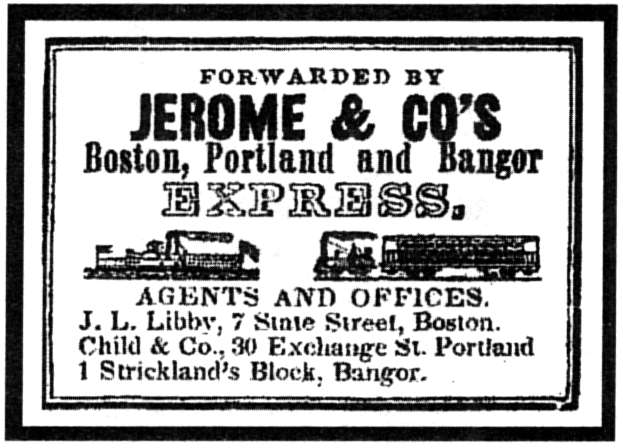 FORWARDED BY
JEROME & CO'S
Boston, Portland and Bangor
EXPRESS.
AGENTS AND OFFICES.
J. L. Libby, 7 State Street, Boston.
Child & Co., 30 Exchange St. Portland
1 Strickland's Block, Bangor.